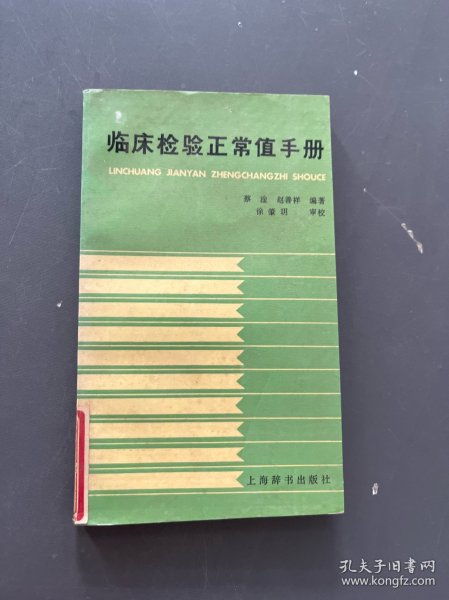 临床检验正常值手册
LINCHUANG JIANYAN ZHENGCHANGZHI SHOUCE
蔡 赵善祥 编著
徐肇玥 审校
上海辞书出版社
孔夫子旧书网
www.kongfz.com